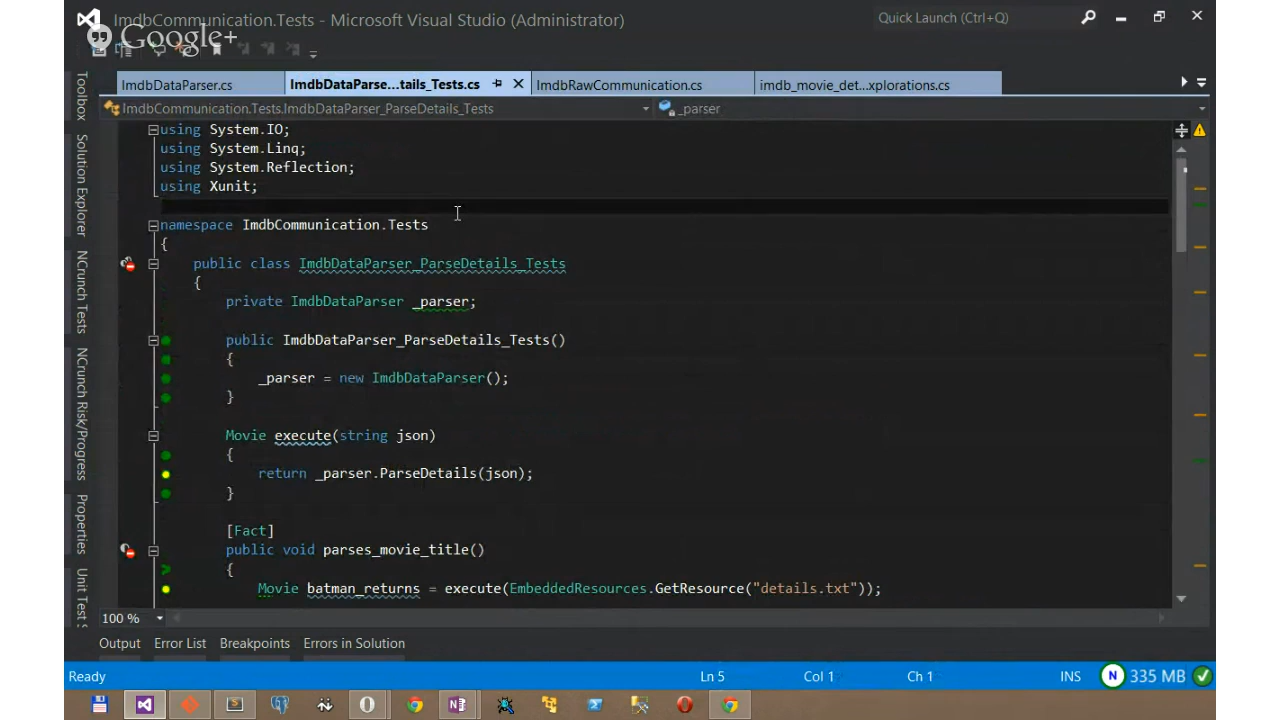 ImdbCommunication.Tests - Microsoft Visual Studio (Administrator)
Quick Launch (Ctrl+Q)
Google+
ImdbDataParser.cs
ImdbDataParse...tails_Tests.cs
ImdbRawCommunication.cs
imdb_movie_det...xplorations.cs
ImdbCommunication.Tests.ImdbDataParser_ParseDetails_Tests
_parser
Toolbox
Solution Explorer
NCrunch Tests
NCrunch Risk/Progress
Properties
Unit Test S
using System.IO;
using System.Linq;
using System.Reflection;
using Xunit;
namespace ImdbCommunication.Tests
{
public class ImdbDataParser_ParseDetails_Tests
{
private ImdbDataParser _parser;
public ImdbDataParser_ParseDetails_Tests()
{
_parser = new ImdbDataParser();
}
Movie execute(string json)
{
return _parser.ParseDetails(json);
}
[Fact]
public void parses_movie_title()
{
Movie batman_returns = execute(EmbeddedResources.GetResource("details.txt"));
100 %
Output
Error List
Breakpoints
Errors in Solution
Ready
Ln 5
Col 1
Ch 1
INS
N
335 MB